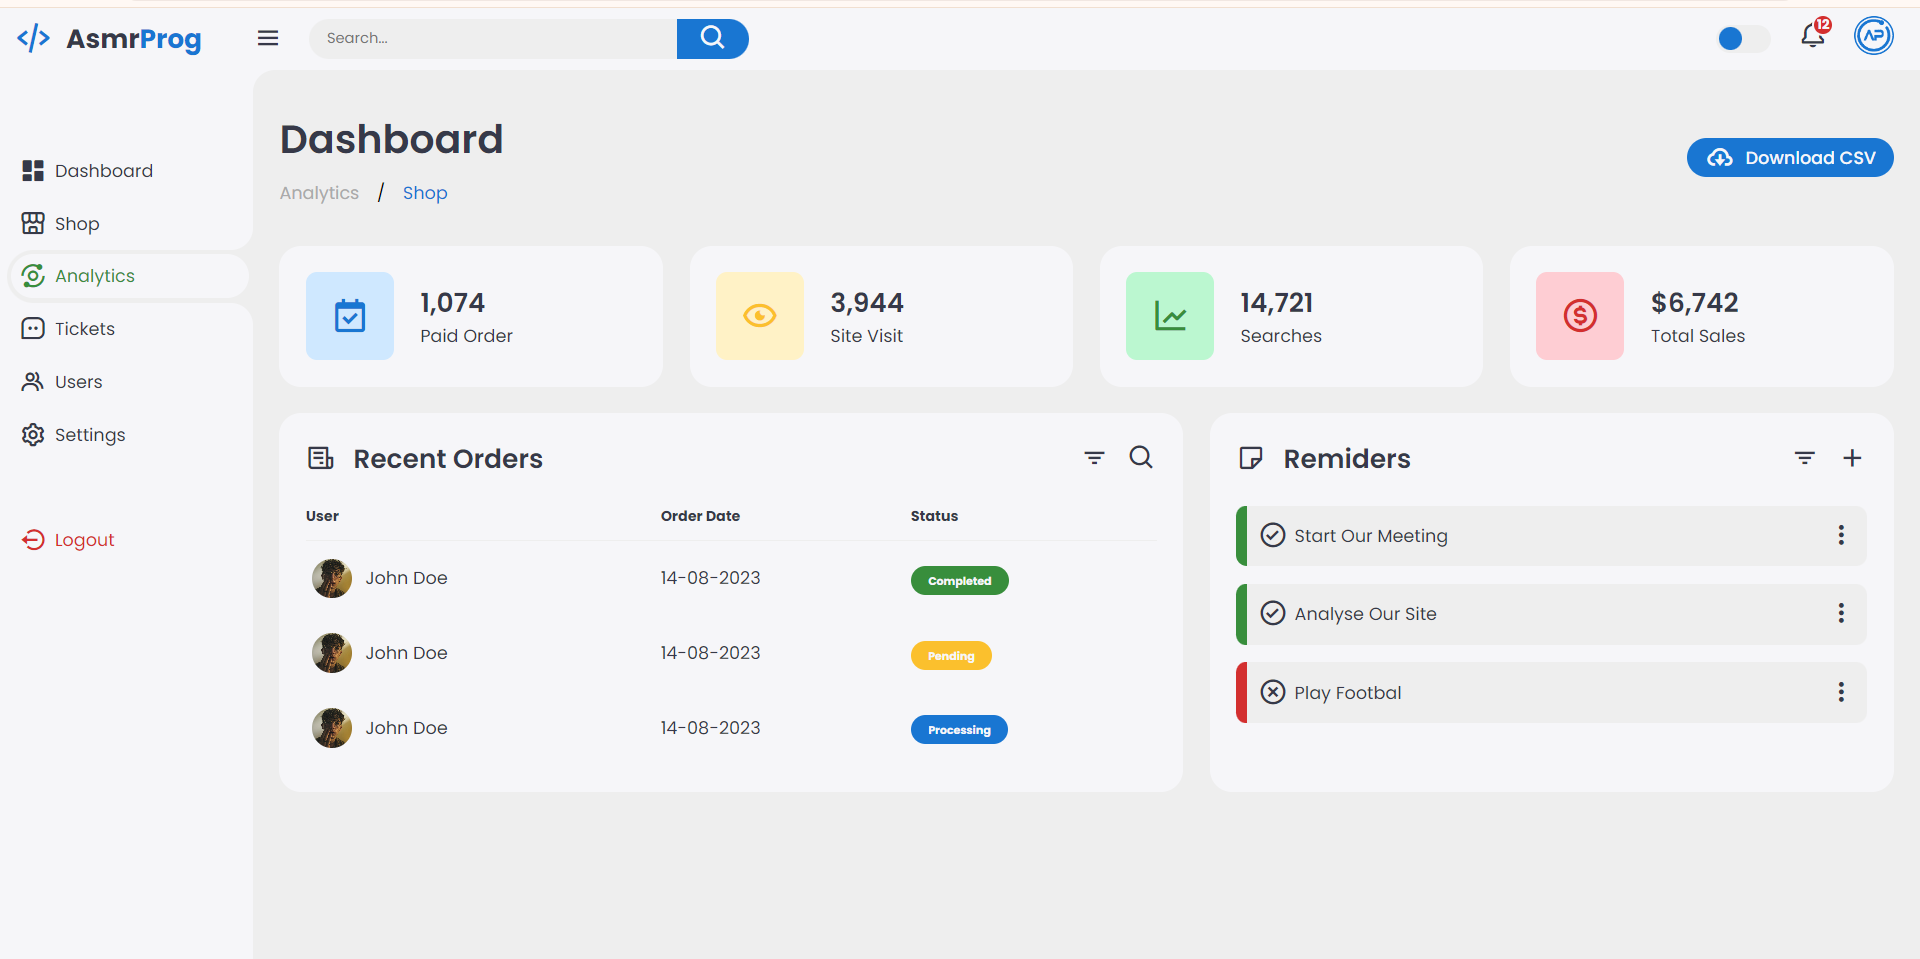 </> AsmrProg
Search...
12
AP
Dashboard
Shop
Analytics
Tickets
Users
Settings
Logout
Dashboard
Analytics / Shop
Download CSV
1,074
Paid Order
3,944
Site Visit
14,721
Searches
$6,742
Total Sales
Recent Orders
User Order Date Status
John Doe 14-08-2023 Completed
John Doe 14-08-2023 Pending
John Doe 14-08-2023 Processing
Remiders
Start Our Meeting
Analyse Our Site
Play Footbal